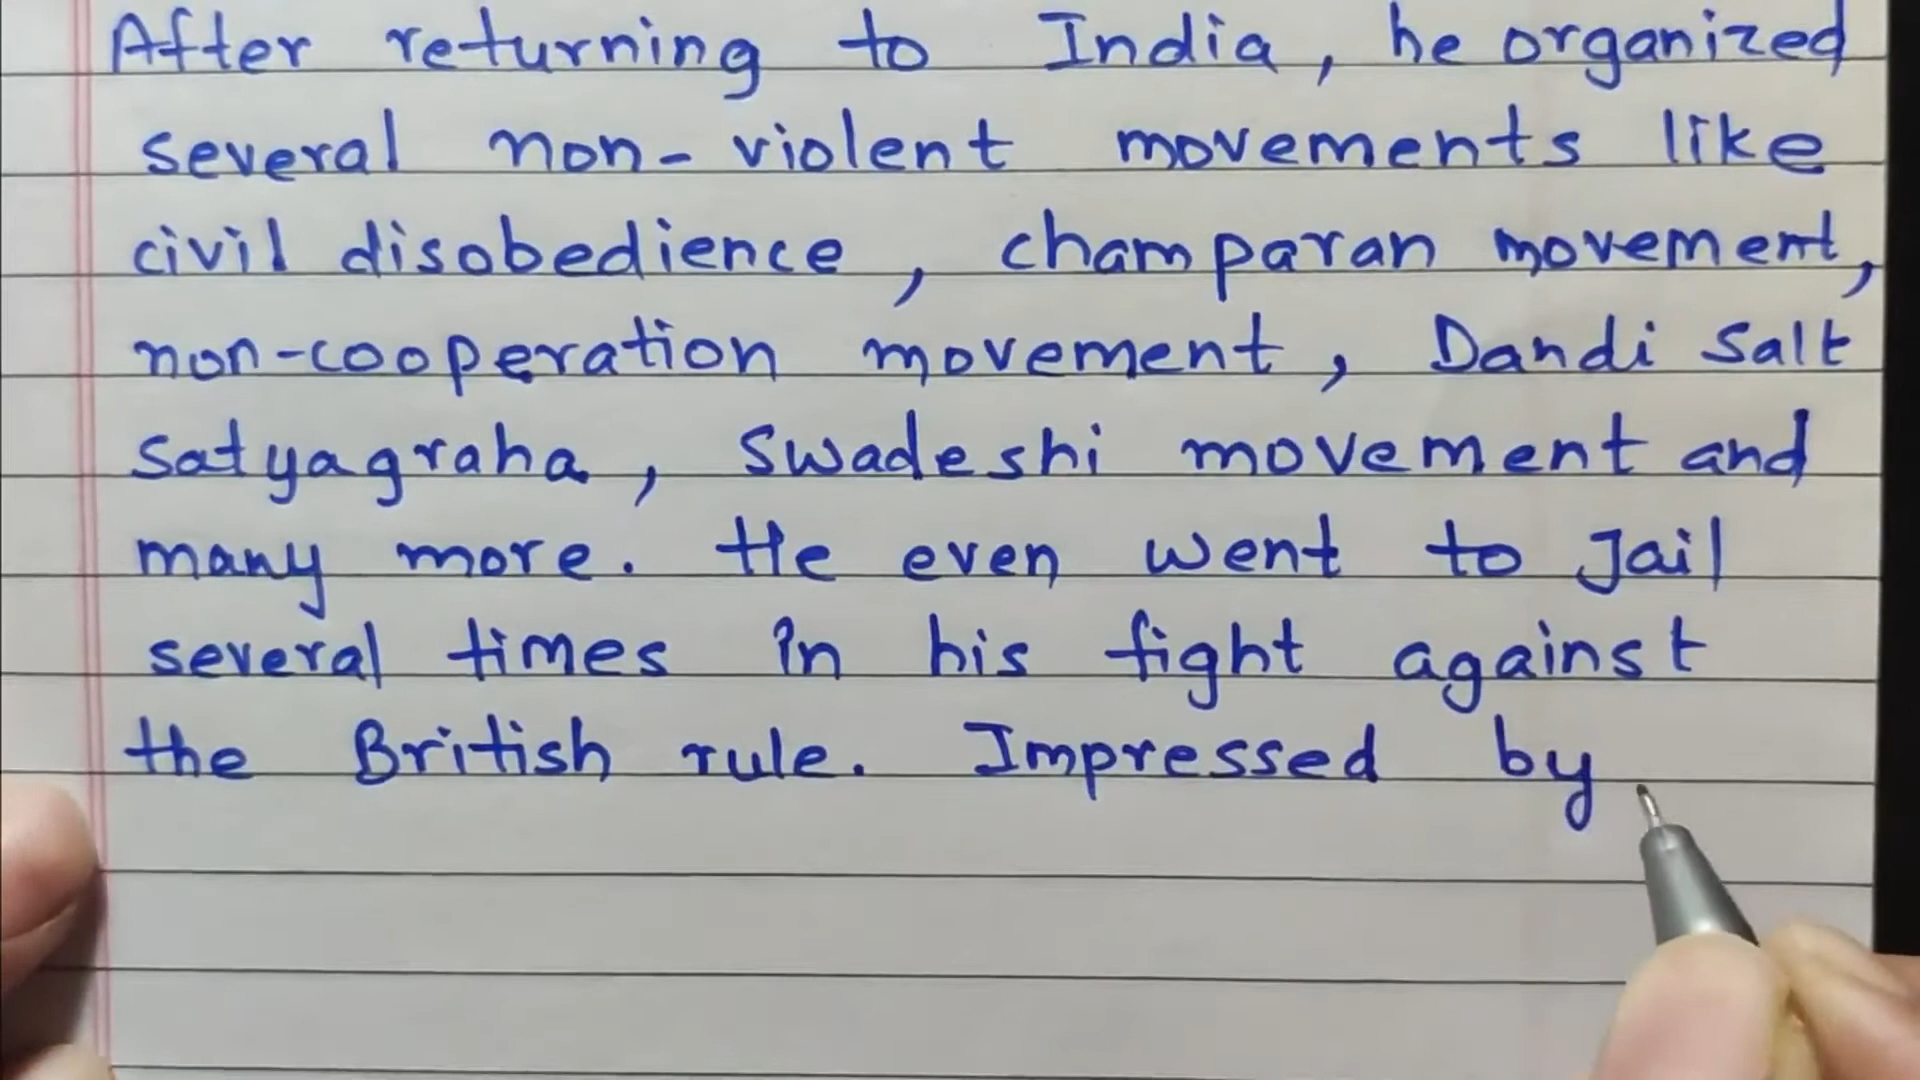 After returning to India, he organized
several non-violent movements like
civil disobedience, champaran movement,
non-cooperation movement, Dandi Salt
satyagraha, Swadeshi movement and
many more. He even went to Jail
several times in his fight against
the British rule. Impressed by